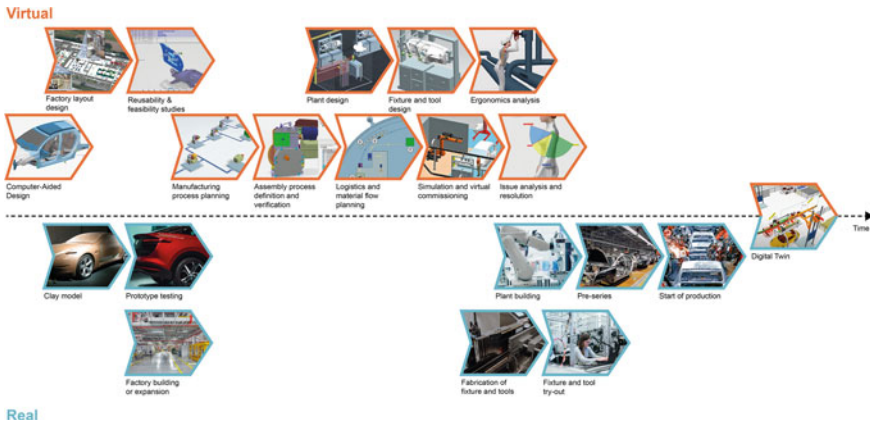 Virtual
Factory layout
design
Reusability &
feasibility studies
Plant design
Fixture and tool
design
Ergonomics analysis
Computer-Aided
Design
Manufacturing
process planning
Assembly process
definition and
verification
Logistics and
material flow
planning
Simulation and virtual
commissioning
Issue analysis and
resolution
Time
Digital Twin
Clay model
Prototype testing
Plant building
Pre-series
Start of production
Factory building
or expansion
Fabrication of
fixture and tools
Fixture and tool
try-out
Real